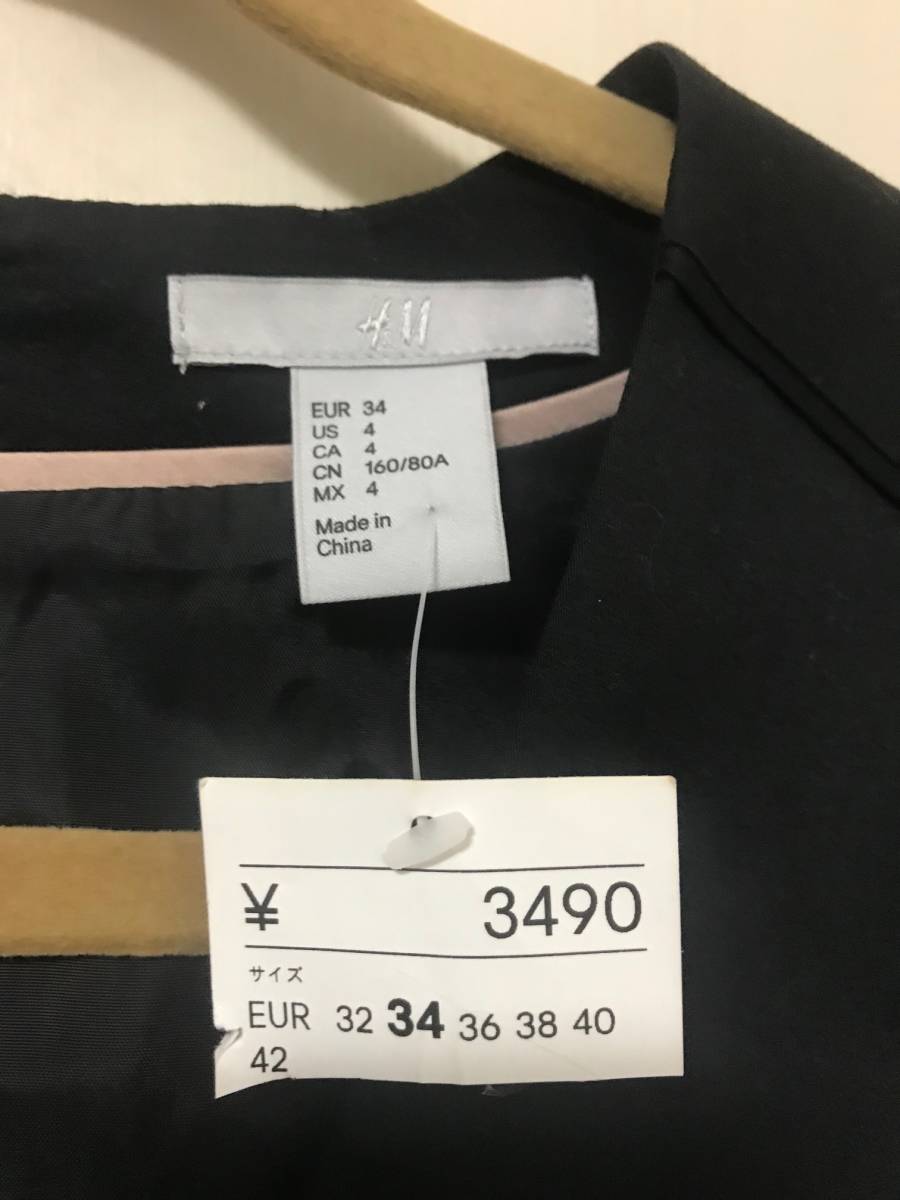 H&M
EUR 34
US 4
CA 4
CN 160/80A
MX 4
Made in
China
¥ 3490
サイズ
EUR 32 34 36 38 40
42